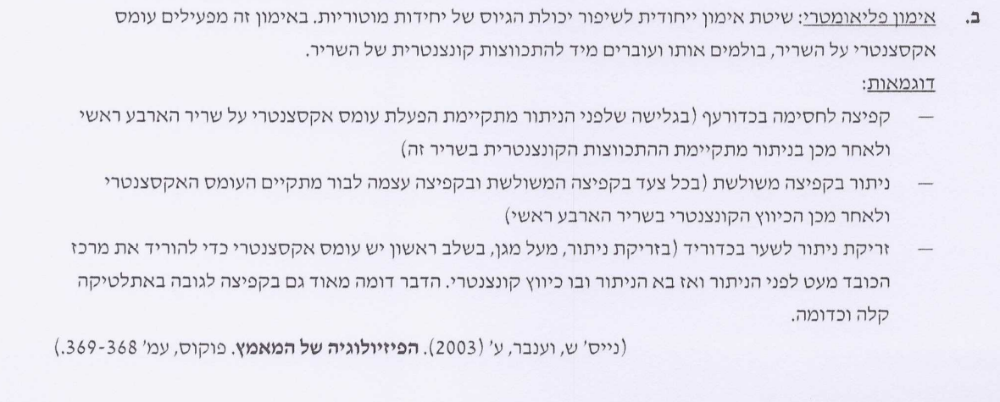 ב. אימון פליאומטרי: שיטת אימון ייחודית לשיפור יכולת הגיוס של יחידות מוטוריות. באימון זה מפעילים עומס
אקסצנטרי על השריר, בולמים אותו ועוברים מיד להתכווצות קונצנטרית של השריר.
דוגמאות:
– קפיצה לחסימה בכדורעף (בגלישה שלפני הניתור מתקיימת הפעלת עומס אקסצנטרי על שריר הארבע ראשי
ולאחר מכן בניתור מתקיימת ההתכווצות הקונצנטרית בשריר זה)
– ניתור בקפיצה משולשת (בכל צעד בקפיצה המשולשת ובקפיצה עצמה לבור מתקיים העומס האקסצנטרי
ולאחר מכן הכיווץ הקונצנטרי בשריר הארבע ראשי)
– זריקת ניתור לשער בכדוריד (בזריקת ניתור, מעל מגן, בשלב ראשון יש עומס אקסצנטרי כדי להוריד את מרכז
הכובד מעט לפני הניתור ואז בא הניתור ובו כיווץ קונצנטרי. הדבר דומה מאוד גם בקפיצה לגובה באתלטיקה
קלה וכדומה.
(נייס' ש, וענבר, ע' (2003). הפיזיולוגיה של המאמץ. פוקוס, עמ' 369-368.)